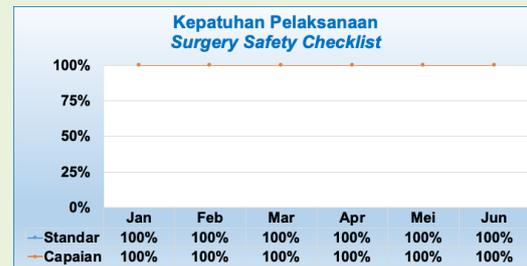 Kepatuhan Pelaksanaan
Surgery Safety Checklist
100%
75%
50%
25%
0%
Jan Feb Mar Apr Mei Jun
Standar 100% 100% 100% 100% 100% 100%
Capaian 100% 100% 100% 100% 100% 100%